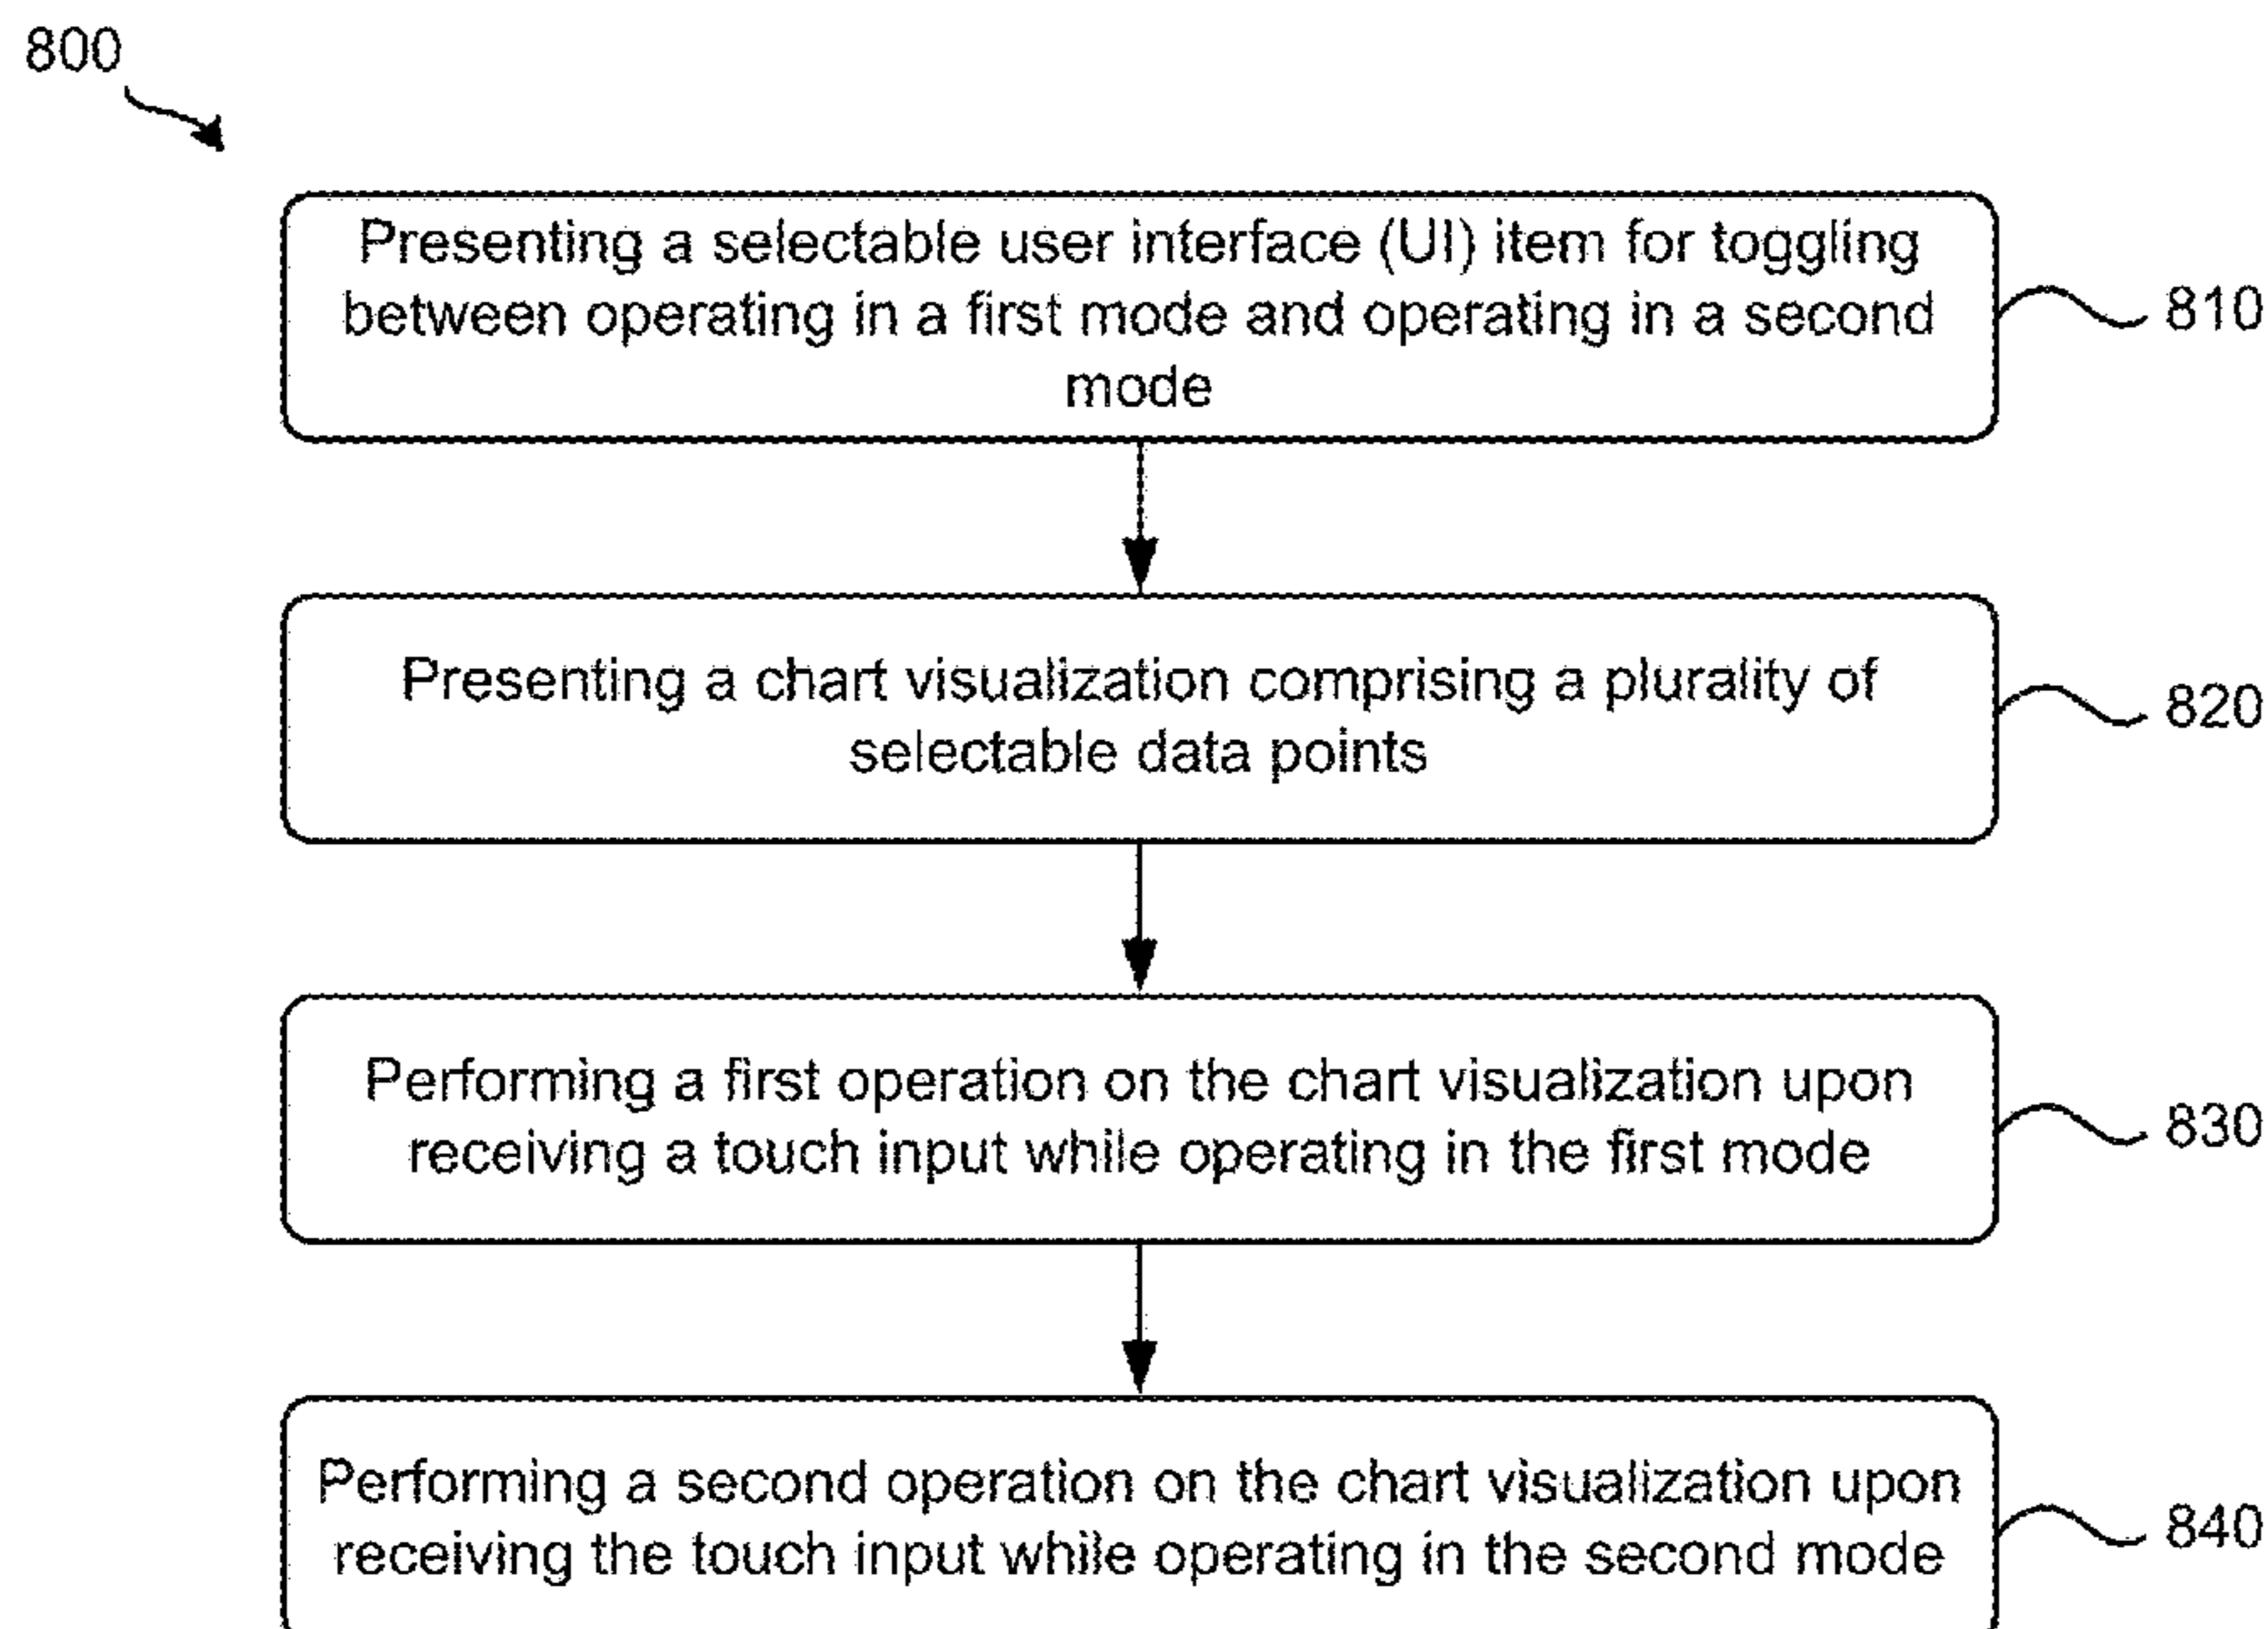 800
Presenting a selectable user interface (UI) item for toggling
between operating in a first mode and operating in a second
mode
810
Presenting a chart visualization comprising a plurality of
selectable data points
820
Performing a first operation on the chart visualization upon
receiving a touch input while operating in the first mode
830
Performing a second operation on the chart visualization upon
receiving the touch input while operating in the second mode
840